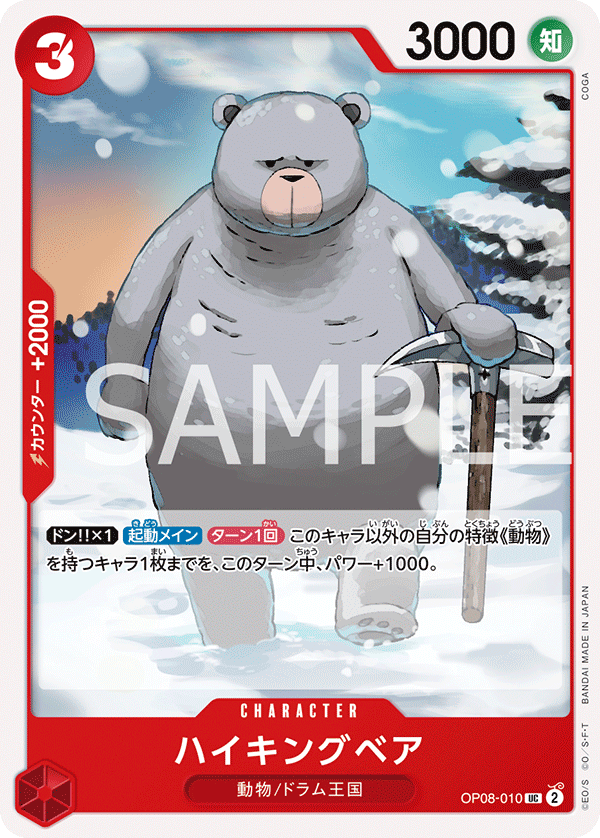 3
3000
知
COGA
カウンター +2000
SAMPLE
ドン!!×1 起動メイン ターン1回 このキャラ以外の自分の特徴《動物》
を持つキャラ1枚までを、このターン中、パワー+1000。
CHARACTER
ハイキングベア
動物/ドラム王国
OP08-010 UC 2
©E.O/S ©O/S・F・T BANDAI MADE IN JAPAN